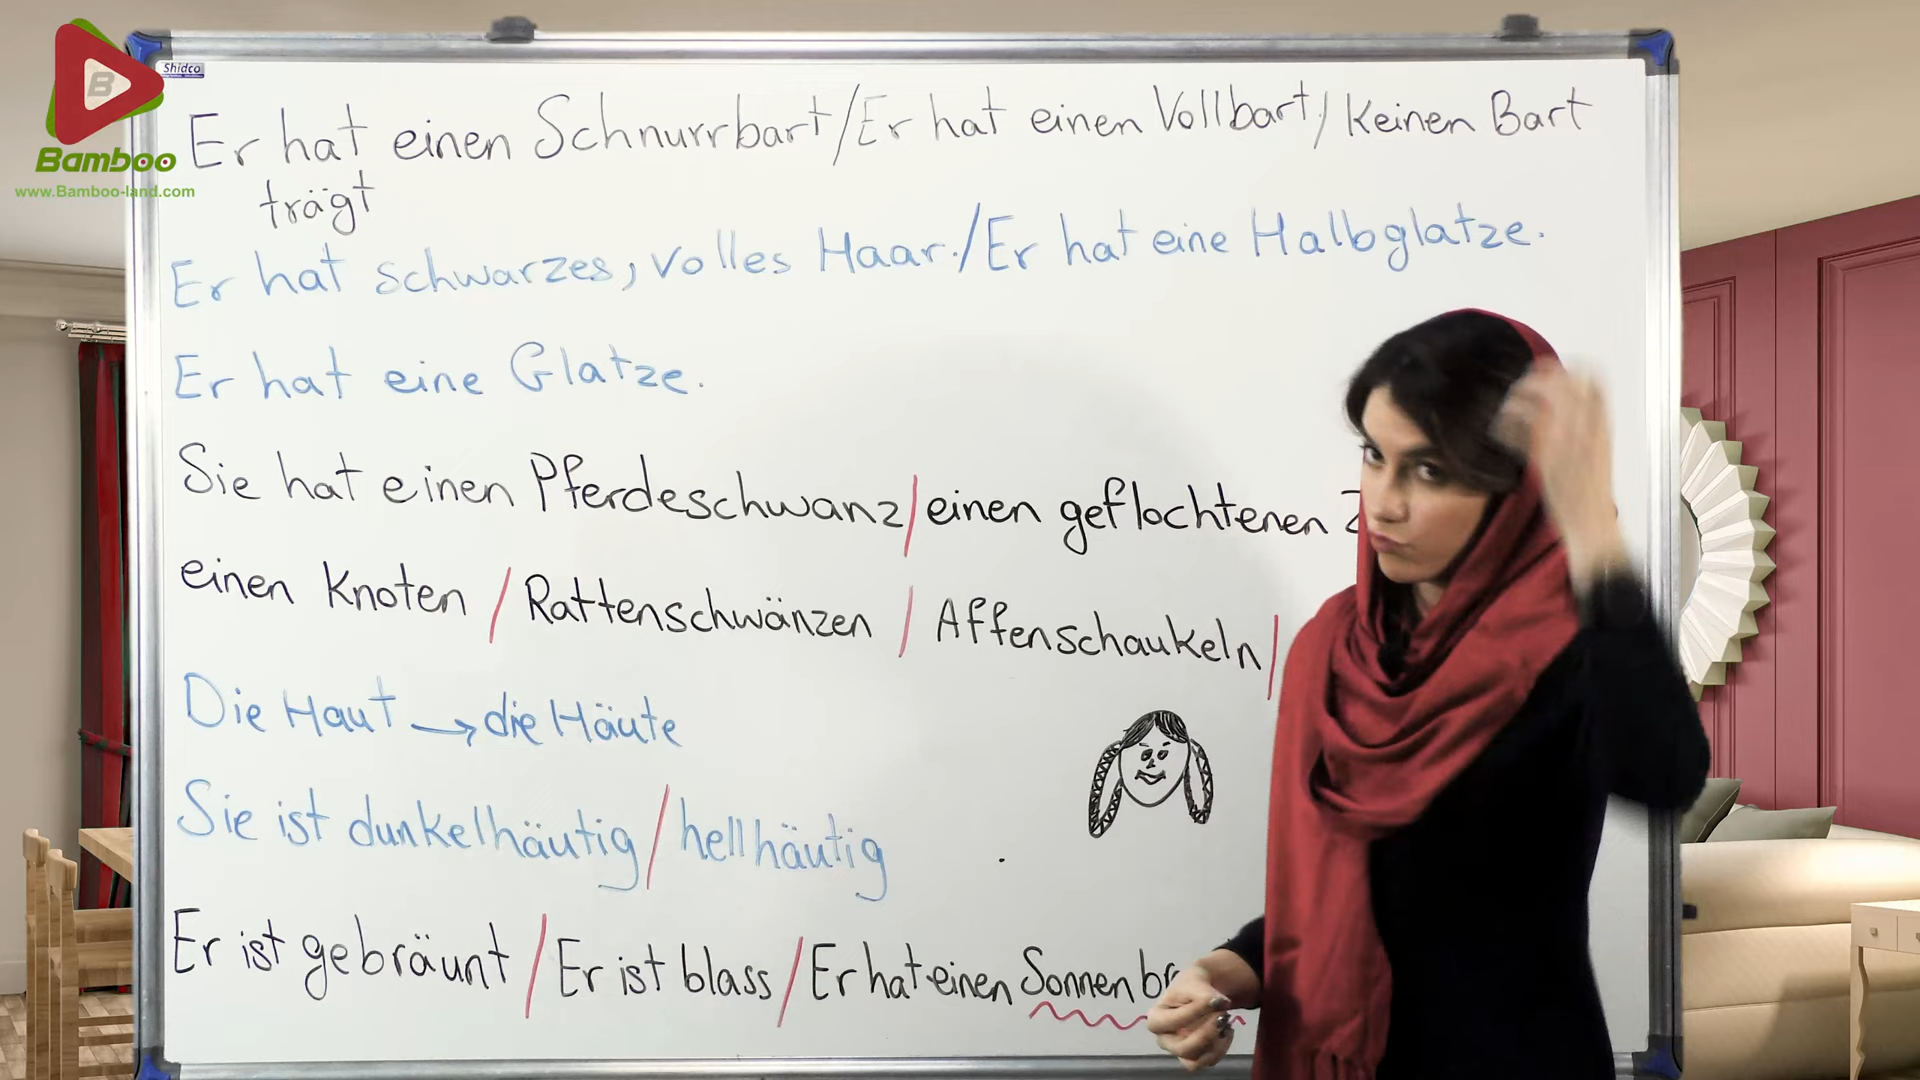 B
Bamboo
www.Bamboo-land.com
Shidco
Er hat einen Schnurrbart/Er hat einen Vollbart/Keinen Bart
trägt
Er hat schwarzes, volles Haar./Er hat eine Halbglatze.
Er hat eine Glatze.
Sie hat einen Pferdeschwanz/einen geflochtenen
einen Knoten / Rattenschwänzen / Affenschaukeln/
Die Haut → die Häute
Sie ist dunkelhäutig/hellhäutig
Er ist gebräunt / Er ist blass / Er hat einen Sonnenbr